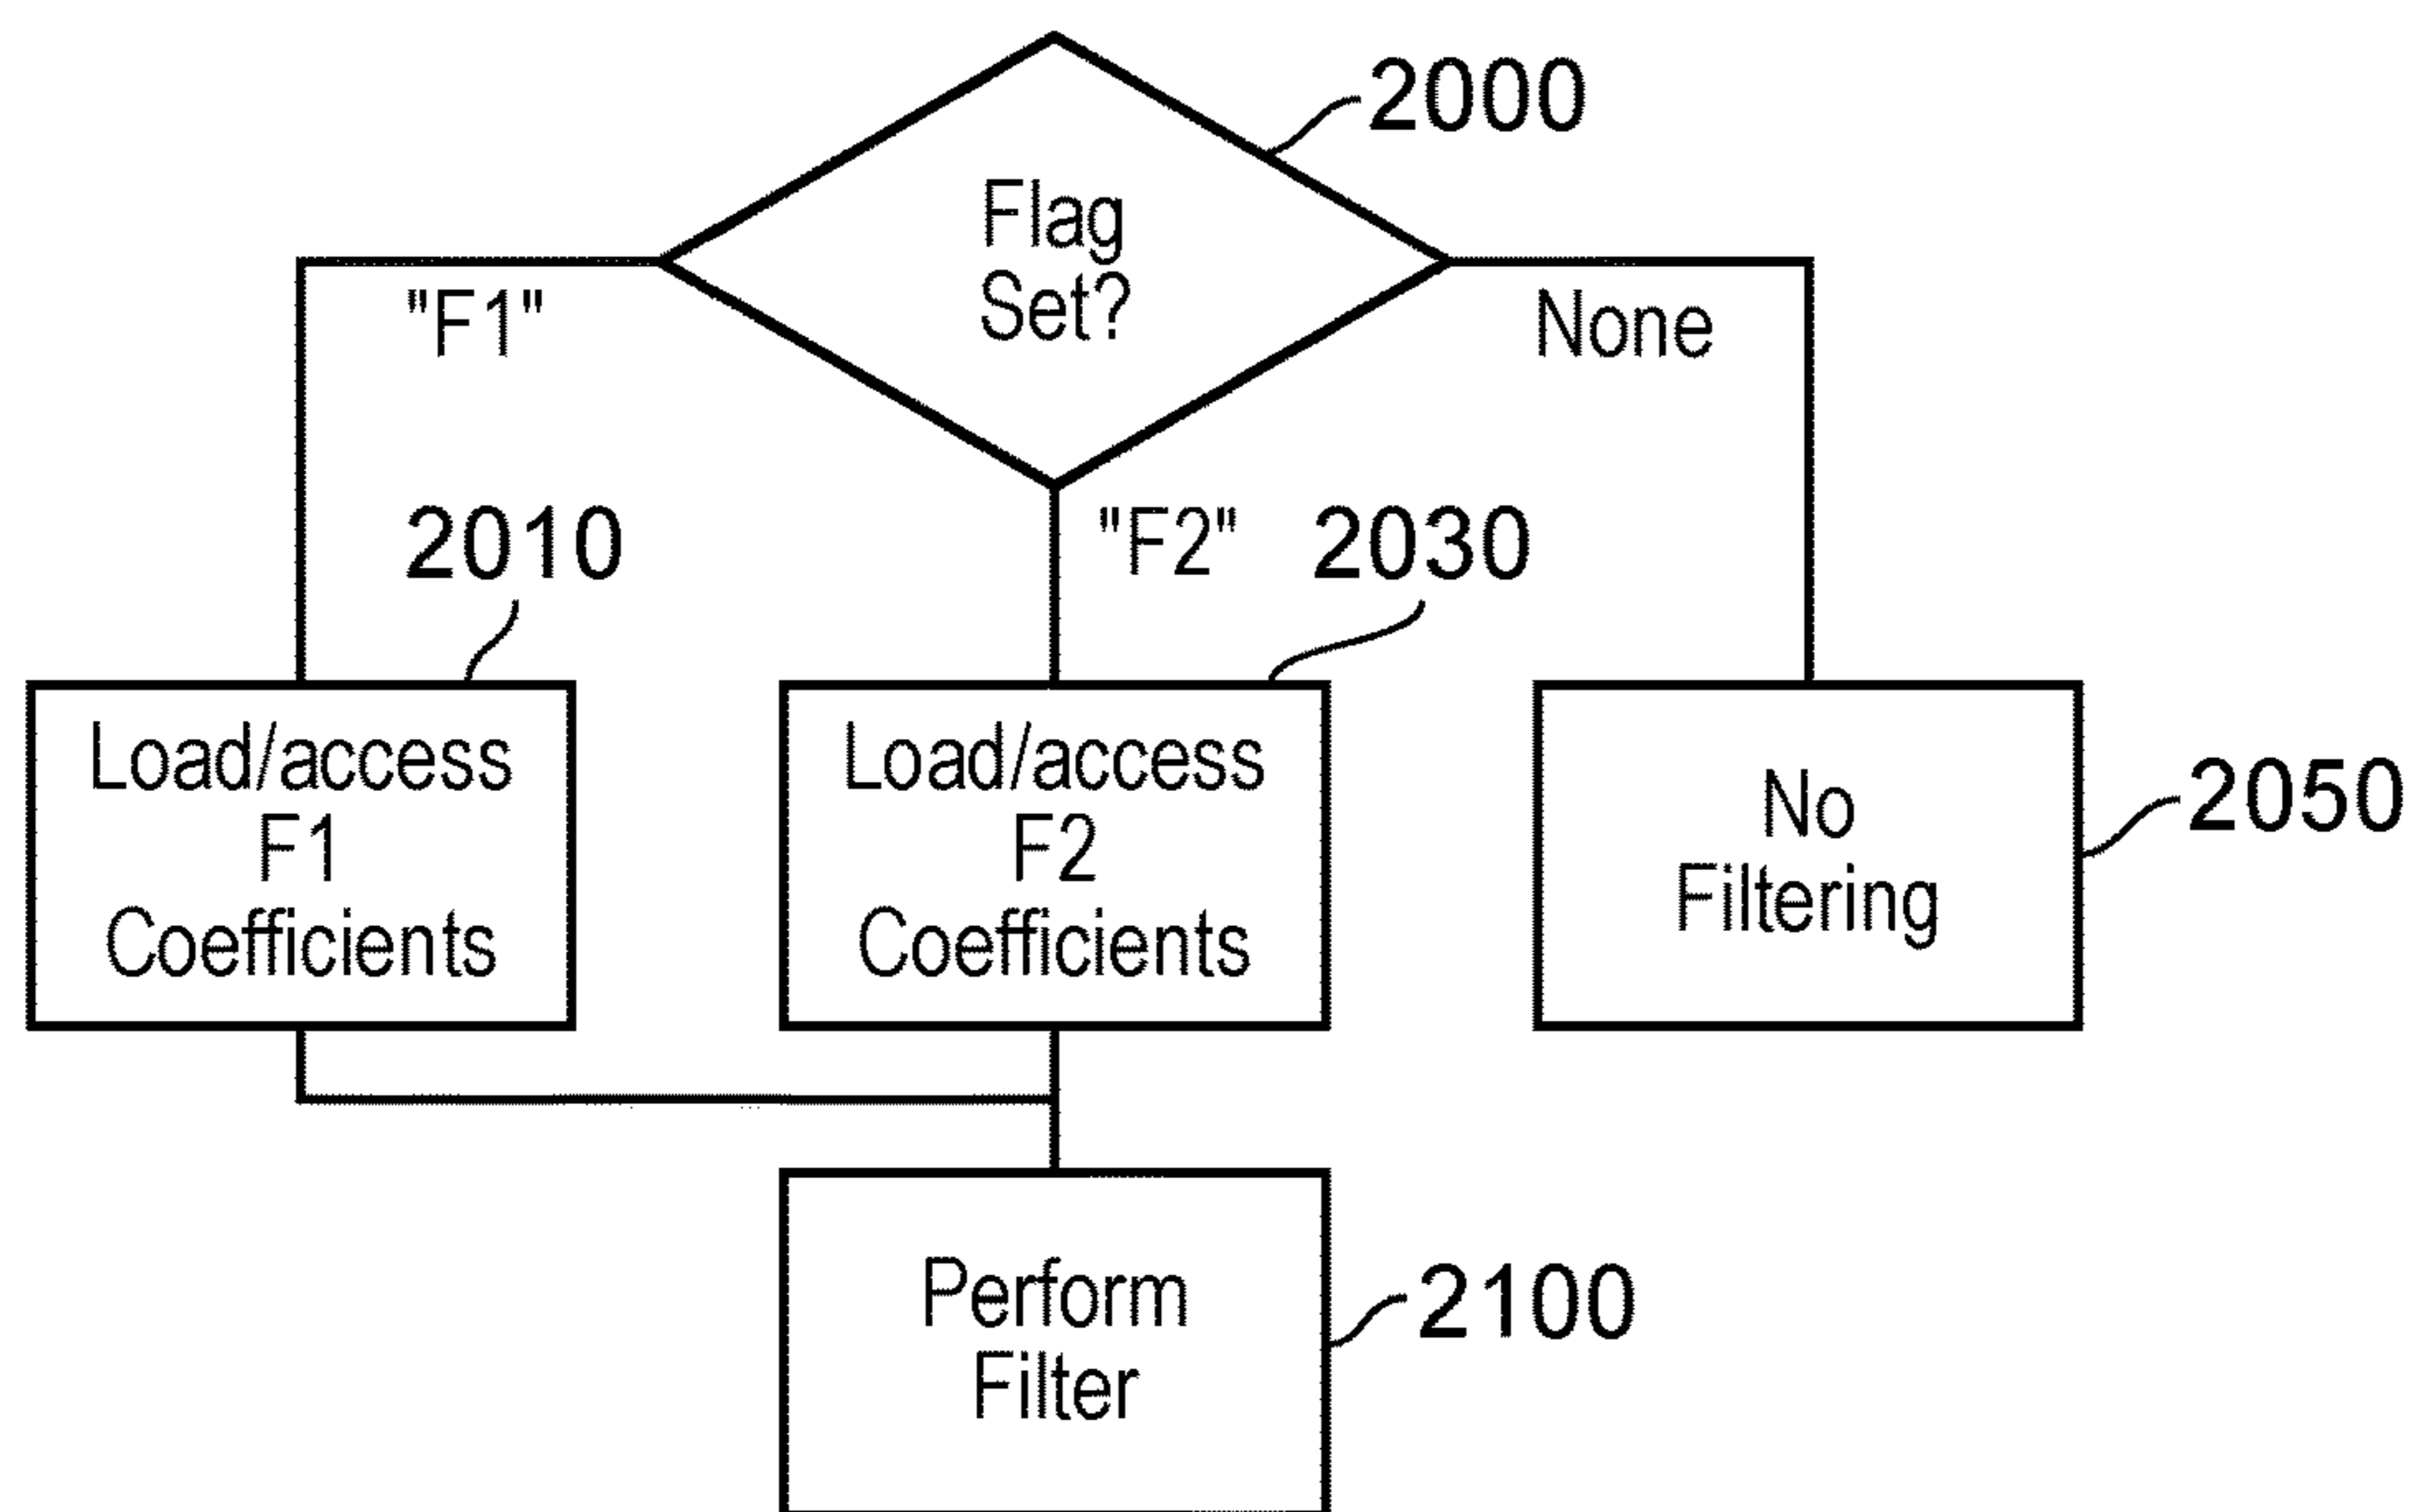 2000
Flag
Set?
"F1"
None
"F2"
2010
2030
Load/access
F1
Coefficients
Load/access
F2
Coefficients
No
Filtering
2050
Perform
Filter
2100